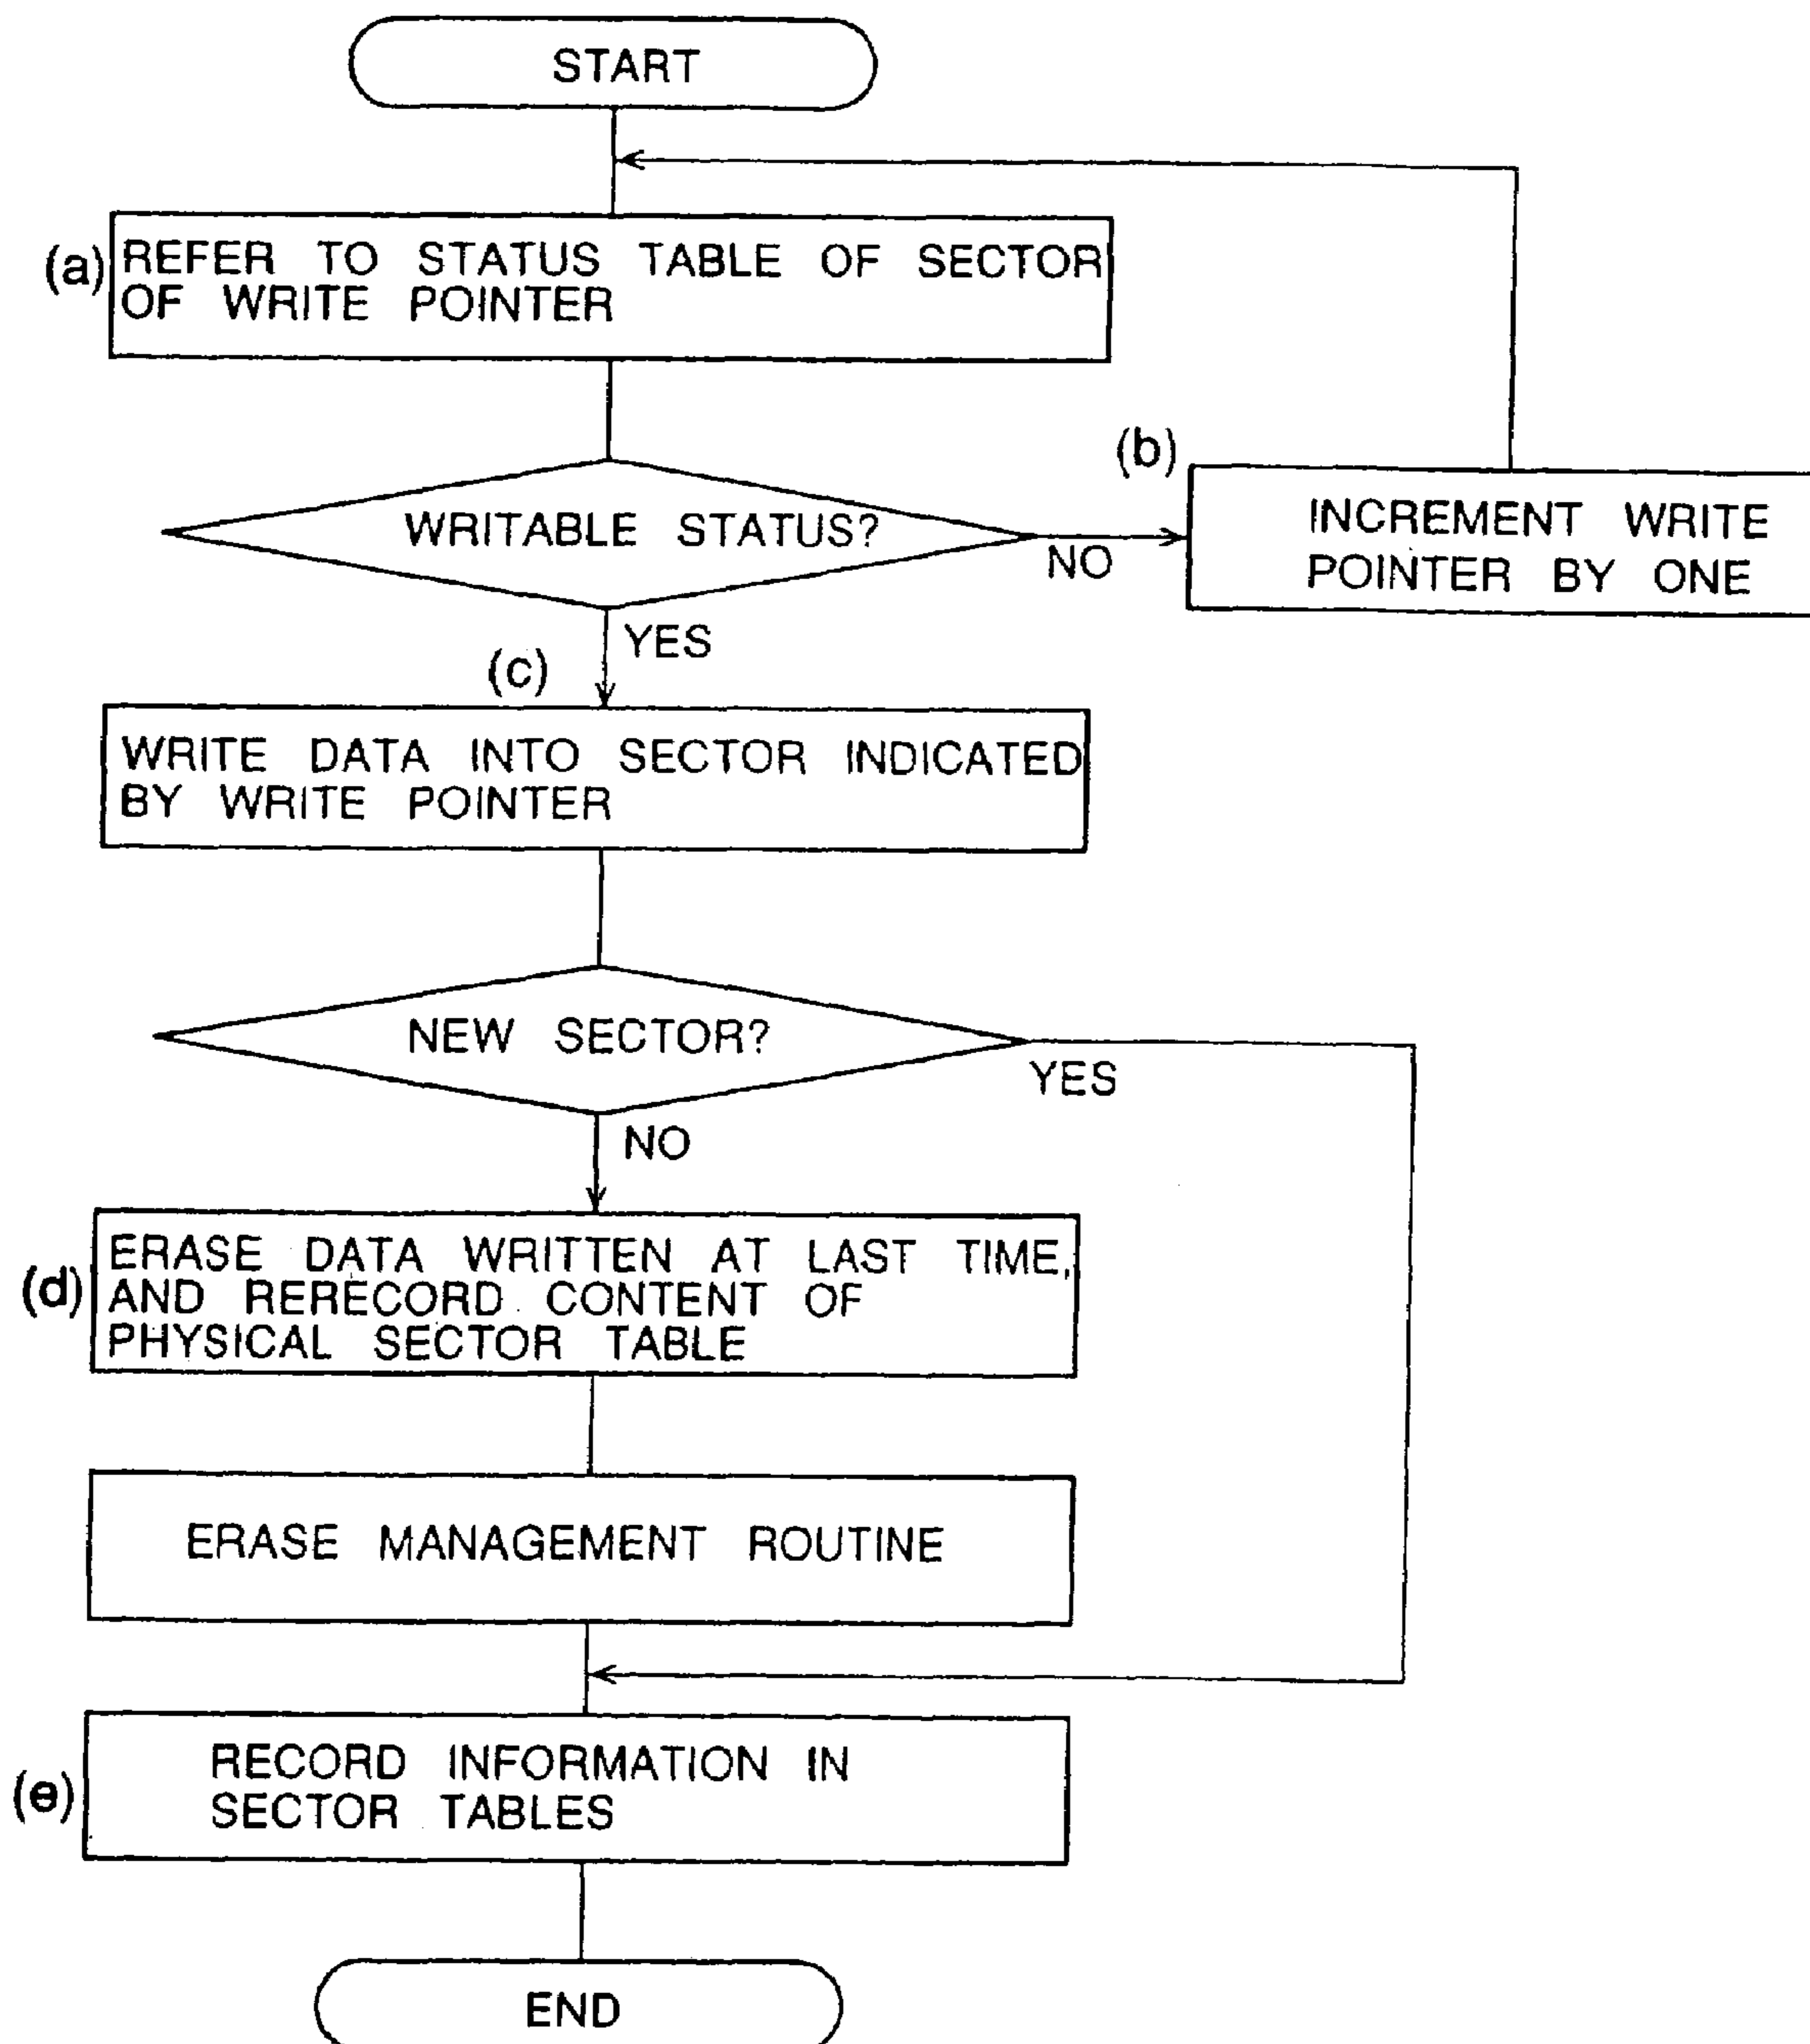 START
(a)
REFER TO STATUS TABLE OF SECTOR
OF WRITE POINTER
WRITABLE STATUS?
NO
(b)
INCREMENT WRITE
POINTER BY ONE
YES
(c)
WRITE DATA INTO SECTOR INDICATED
BY WRITE POINTER
NEW SECTOR?
YES
NO
(d)
ERASE DATA WRITTEN AT LAST TIME,
AND RERECORD CONTENT OF
PHYSICAL SECTOR TABLE
ERASE MANAGEMENT ROUTINE
(e)
RECORD INFORMATION IN
SECTOR TABLES
END